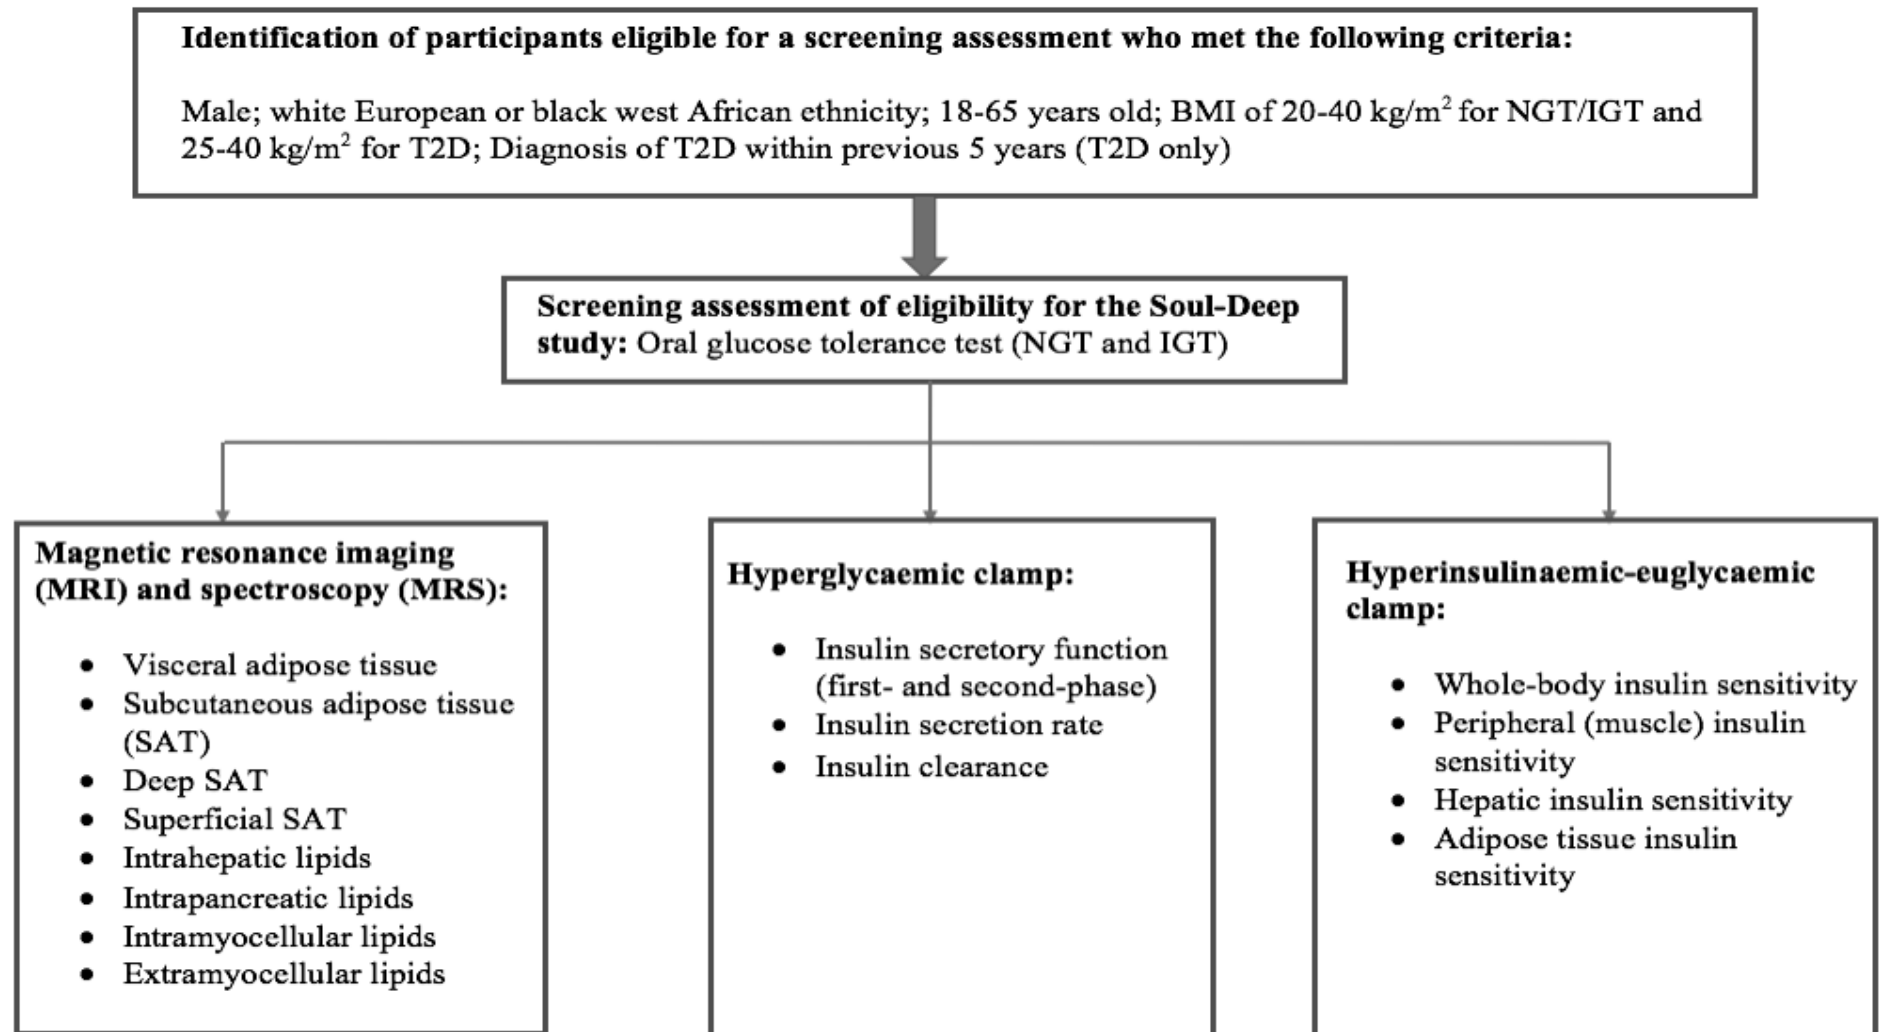 Identification of participants eligible for a screening assessment who met the following criteria:
Male; white European or black west African ethnicity; 18-65 years old; BMI of 20-40 kg/m² for NGT/IGT and
25-40 kg/m² for T2D; Diagnosis of T2D within previous 5 years (T2D only)
Screening assessment of eligibility for the Soul-Deep
study: Oral glucose tolerance test (NGT and IGT)
Magnetic resonance imaging
(MRI) and spectroscopy (MRS):
• Visceral adipose tissue
• Subcutaneous adipose tissue
(SAT)
• Deep SAT
• Superficial SAT
• Intrahepatic lipids
• Intrapancreatic lipids
• Intramyocellular lipids
• Extramyocellular lipids
Hyperglycaemic clamp:
• Insulin secretory function
(first- and second-phase)
• Insulin secretion rate
• Insulin clearance
Hyperinsulinaemic-euglycaemic
clamp:
• Whole-body insulin sensitivity
• Peripheral (muscle) insulin
sensitivity
• Hepatic insulin sensitivity
• Adipose tissue insulin
sensitivity